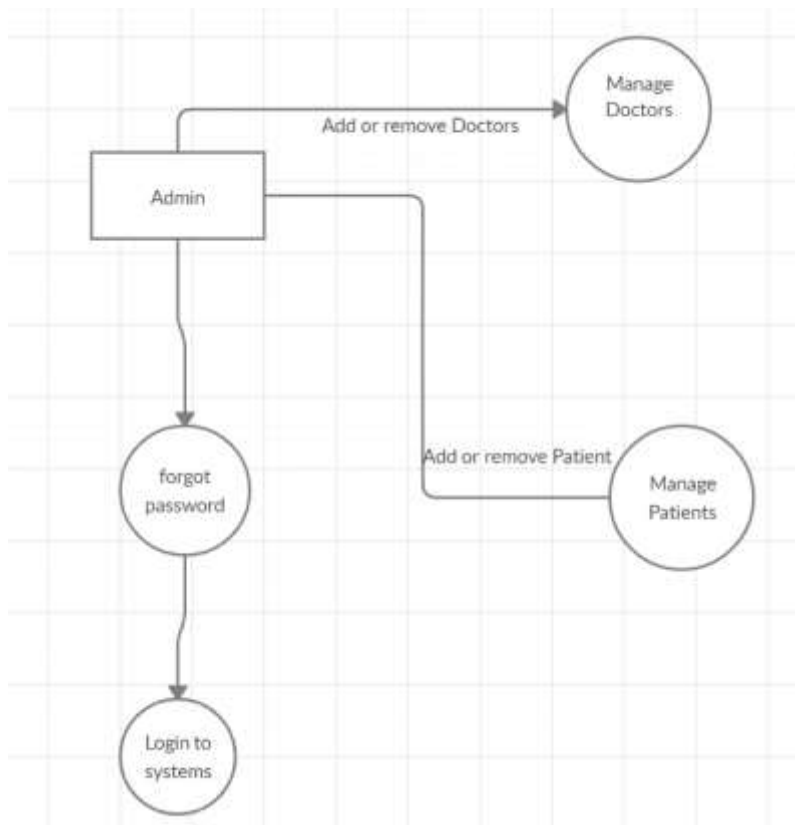 Manage
Doctors
Add or remove Doctors
Admin
Add or remove Patient
forgot
password
Manage
Patients
Login to
systems